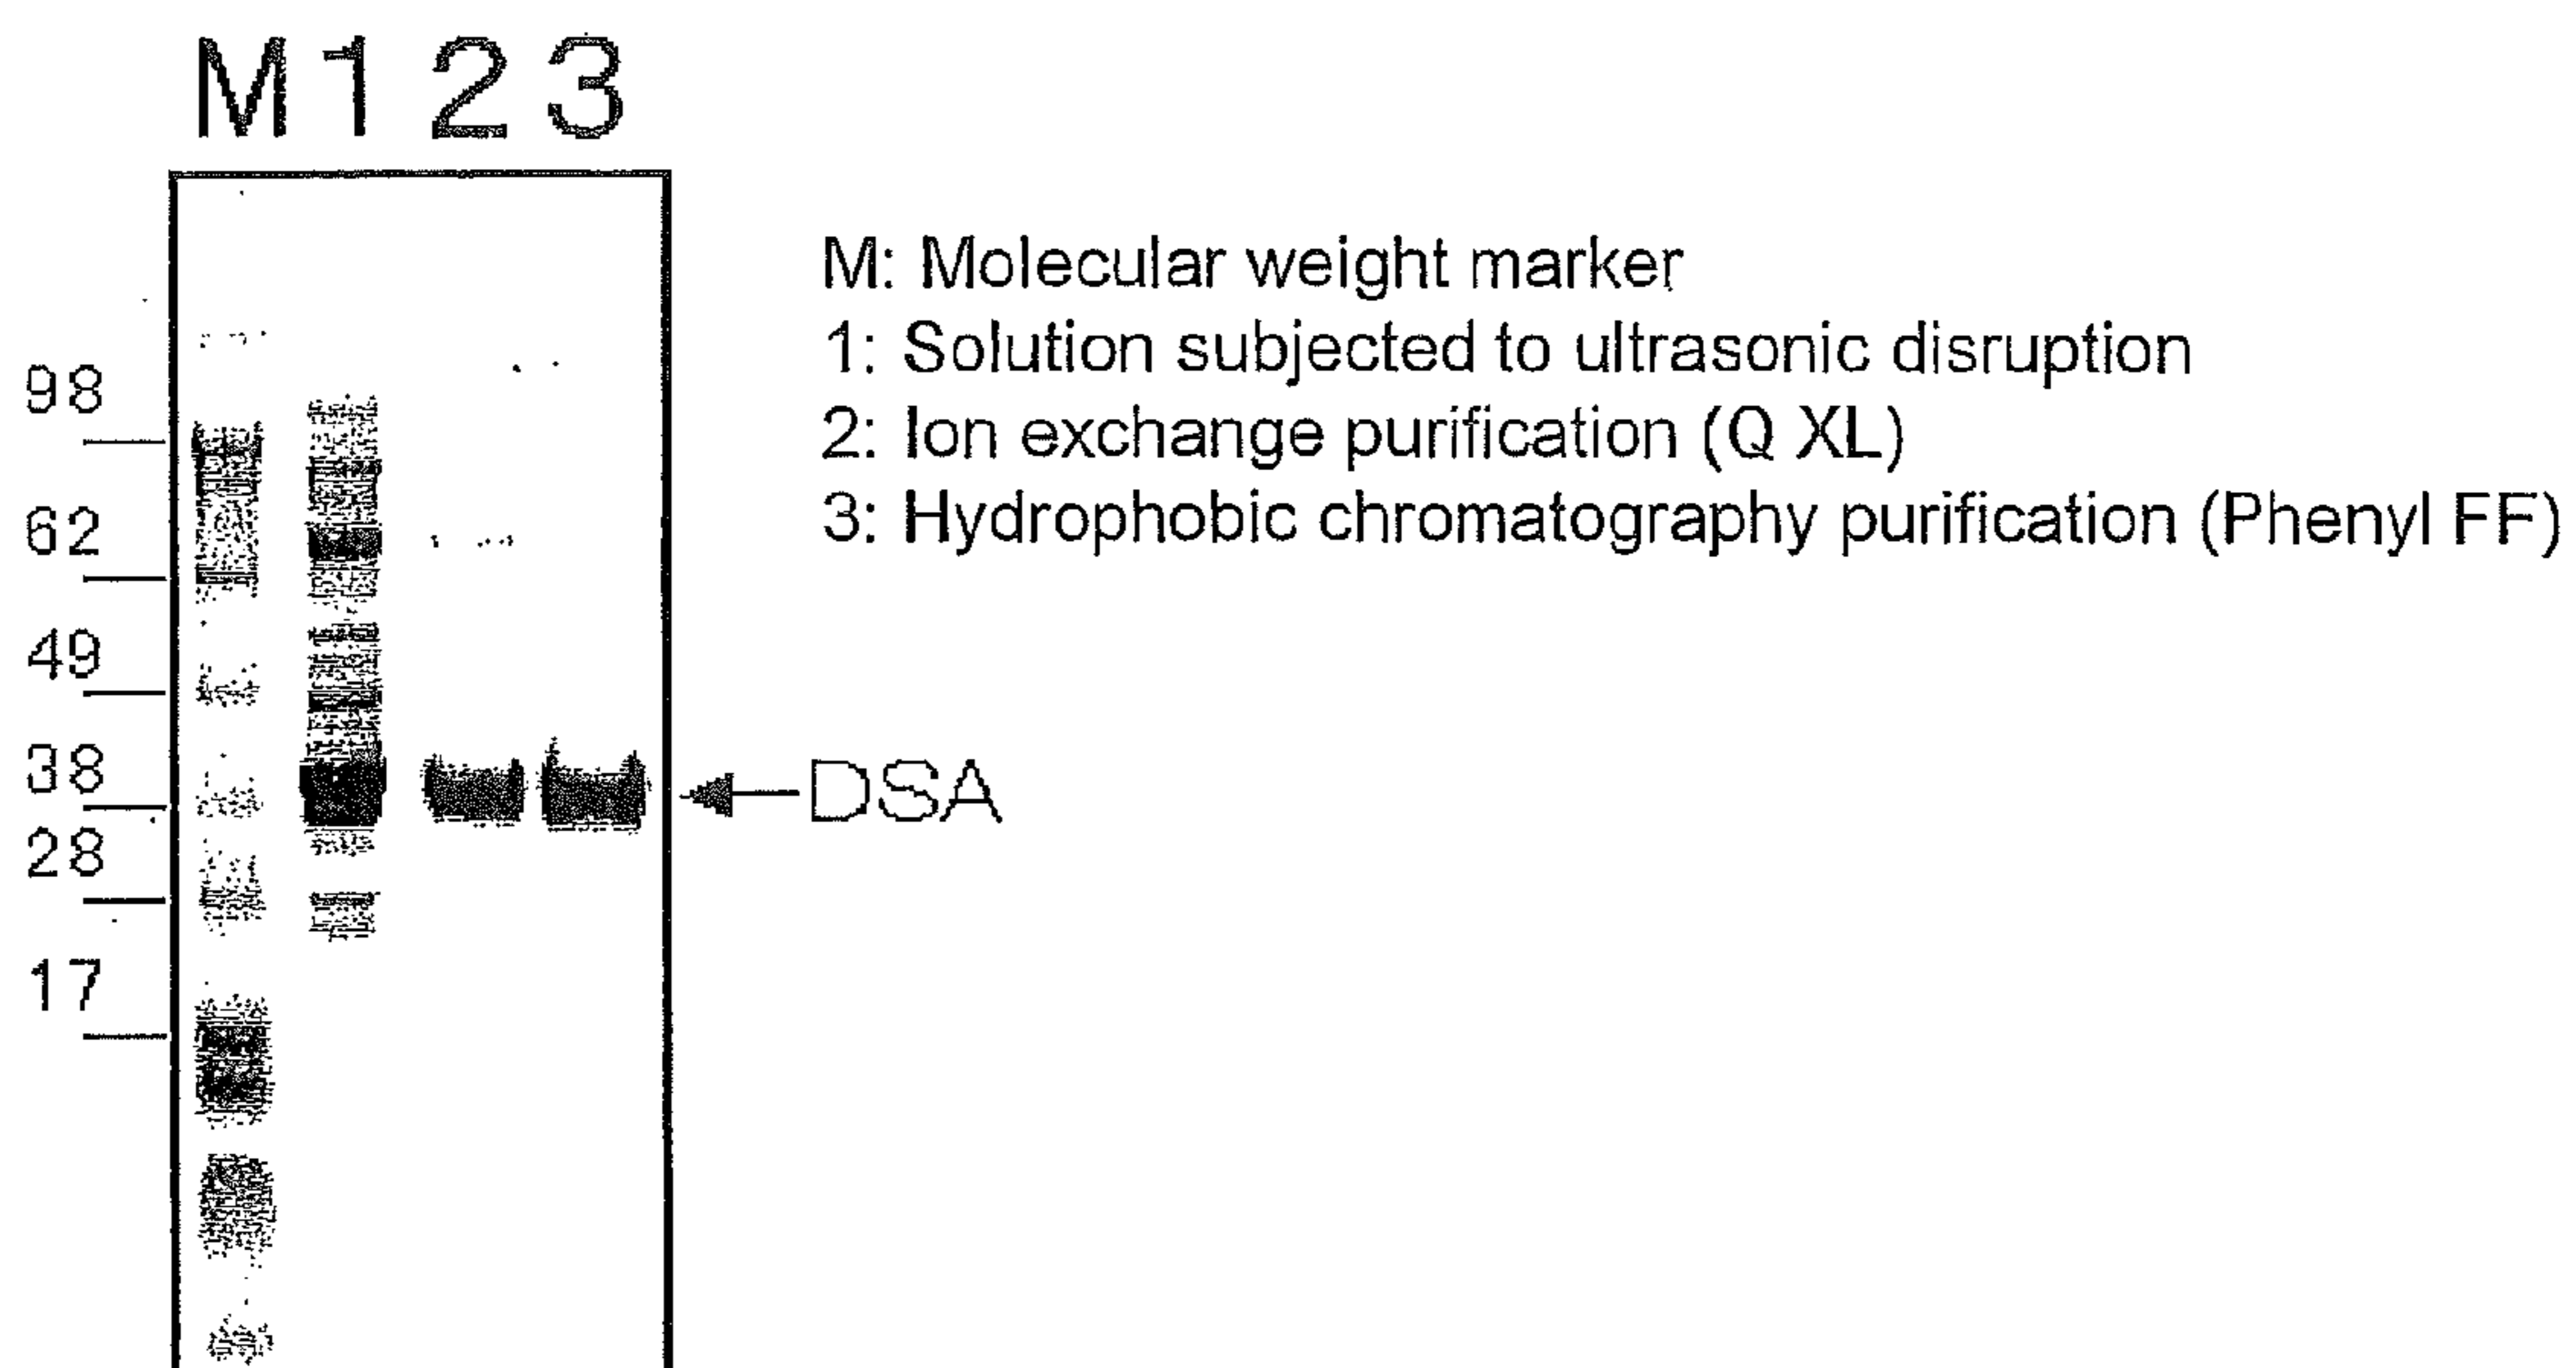 M 1 2 3
M: Molecular weight marker
1: Solution subjected to ultrasonic disruption
2: Ion exchange purification (Q XL)
3: Hydrophobic chromatography purification (Phenyl FF)
98
62
49
38
28
17
DSA